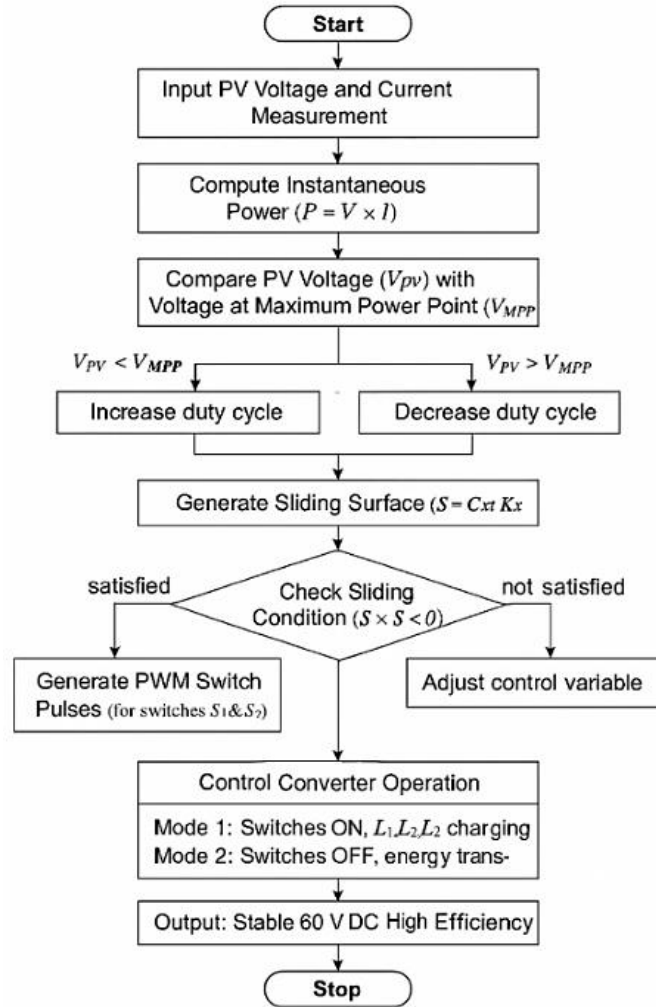 Start
Input PV Voltage and Current
Measurement
Compute Instantaneous
Power (P = V × I)
Compare PV Voltage (Vpv) with
Voltage at Maximum Power Point (VMPP
VPV < VMPP
VPV > VMPP
Increase duty cycle
Decrease duty cycle
Generate Sliding Surface (S = Cxt Kx
satisfied
Check Sliding
Condition (S × S < 0)
not satisfied
Generate PWM Switch
Pulses (for switches S1&S?)
Adjust control variable
Control Converter Operation
Mode 1: Switches ON, L1,L2,L2 charging
Mode 2: Switches OFF, energy trans-
Output: Stable 60 V DC High Efficiency
Stop